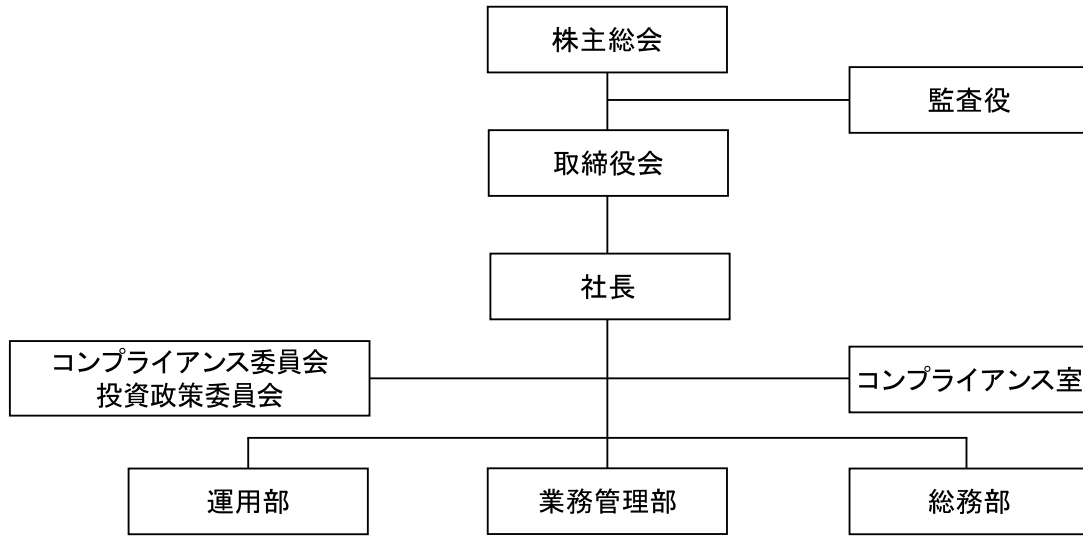 株主総会
監査役
取締役会
社長
コンプライアンス委員会
投資政策委員会
コンプライアンス室
運用部
業務管理部
総務部